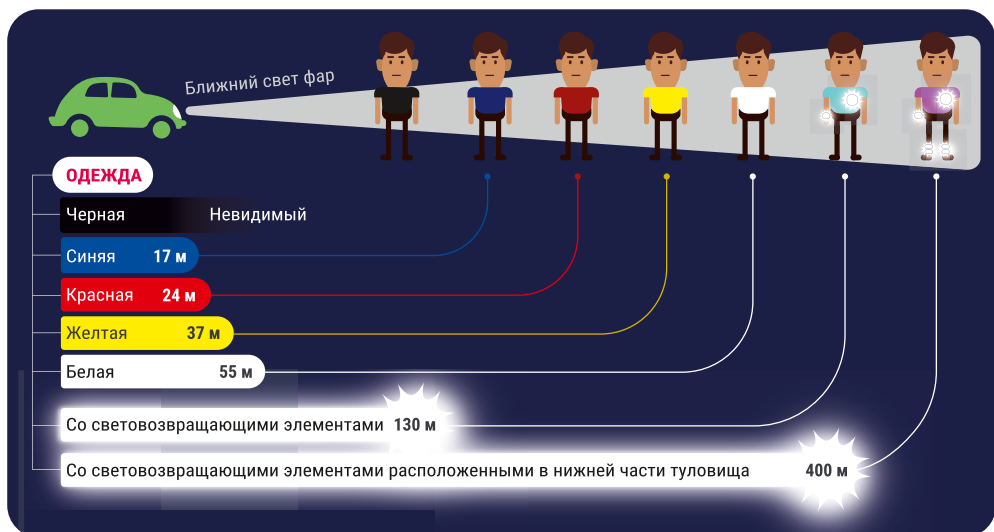 Ближний свет фар
ОДЕЖДА
Черная Невидимый
Синяя 17 м
Красная 24 м
Желтая 37 м
Белая 55 м
Со световозвращающими элементами 130 м
Со световозвращающими элементами расположенными в нижней части туловища 400 м